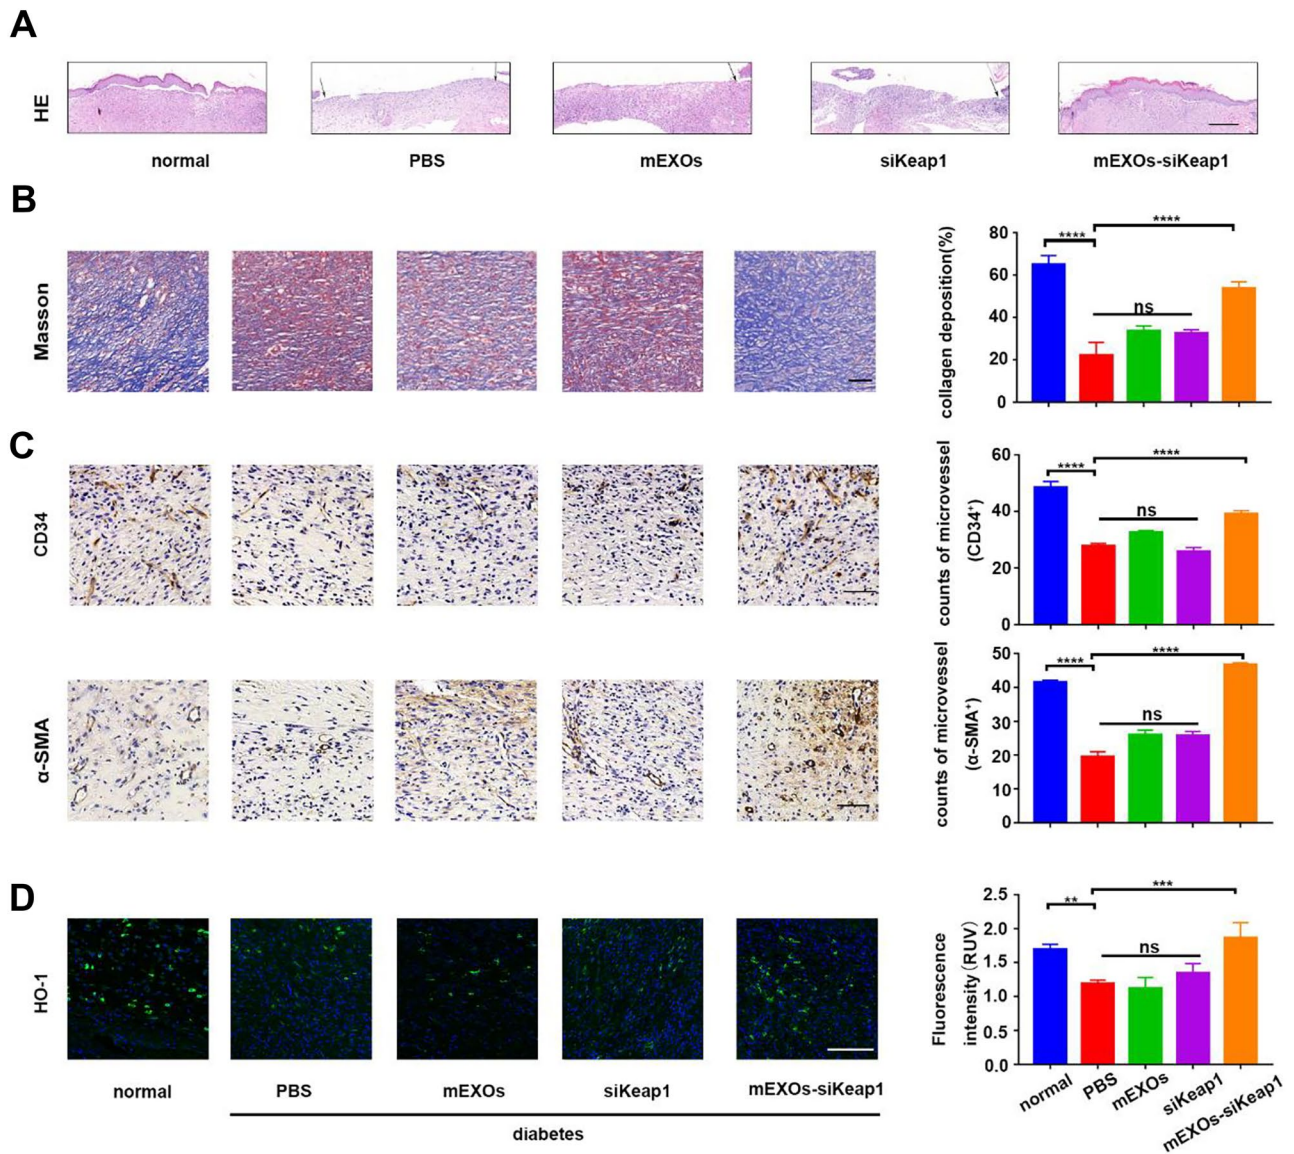 A
HE
normal
PBS
mEXOs
siKeap1
mEXOs-siKeap1
B
Masson
collagen deposition(%)
80
60
40
20
0
****
****
ns
C
CD34
counts of microvessel
(CD34⁺)
60
40
20
0
****
****
ns
α-SMA
counts of microvessel
(α-SMA⁺)
50
40
30
20
10
0
****
****
ns
D
HO-1
Fluorescence
intensity(RUV)
2.5
2.0
1.5
1.0
0.5
0.0
**
***
ns
normal
PBS
mEXOs
siKeap1
mEXOs-siKeap1
diabetes
normal
PBS
mEXOs
siKeap1
mEXOs-siKeap1